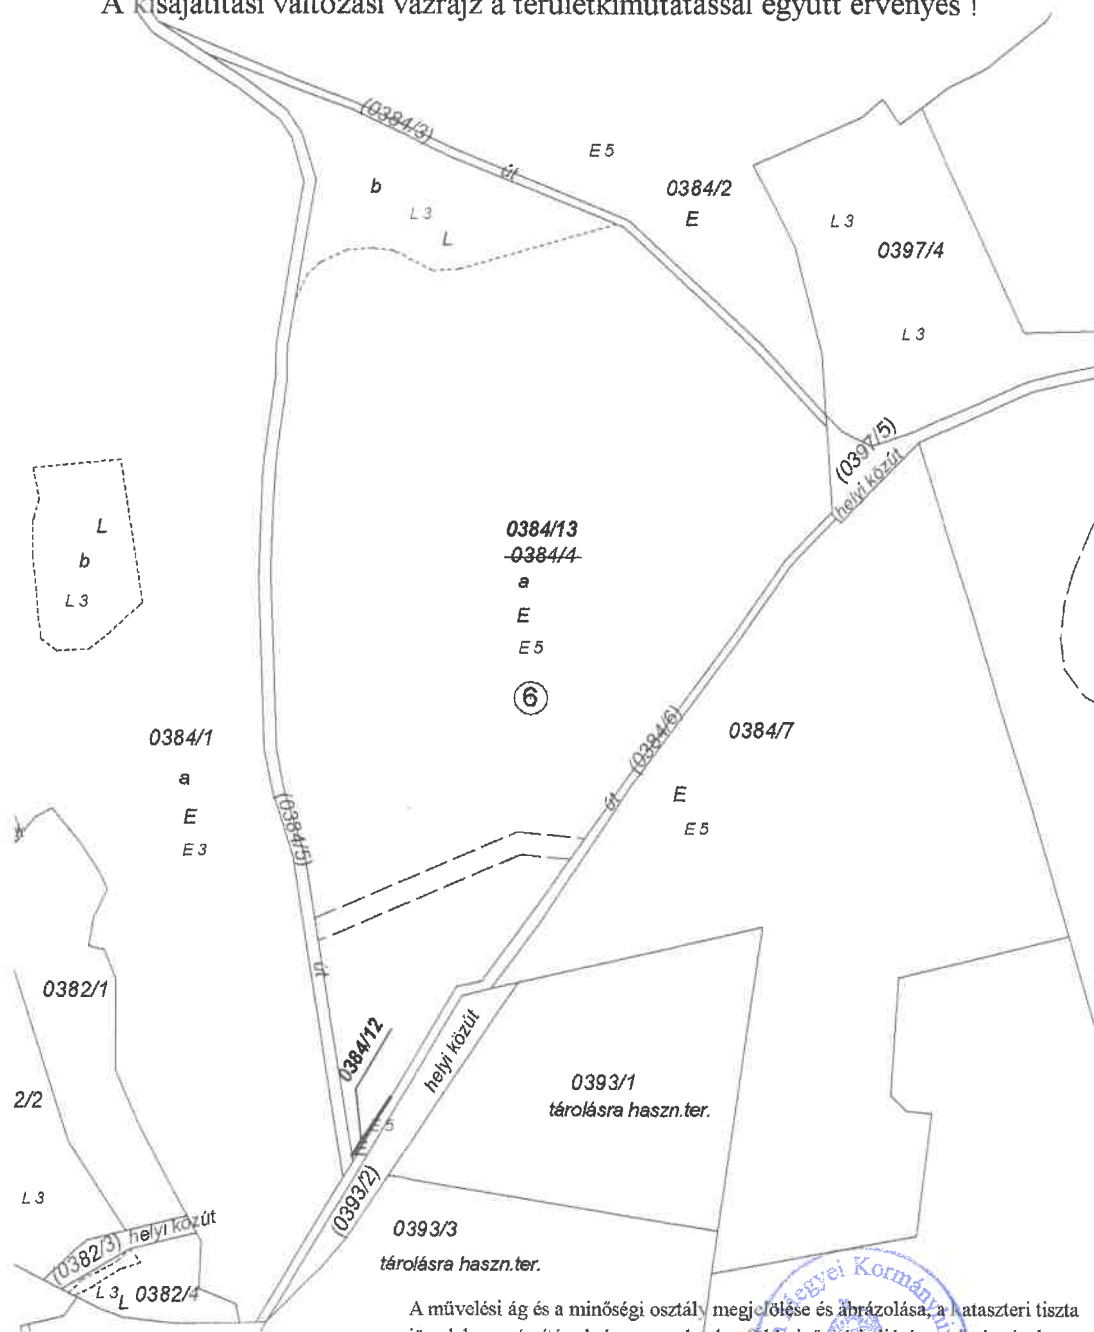 A kisajátítási változási vázrajz a területkimutatással együtt érvényes !
(0384/3)
út
E 5
0384/2
E
b
L 3
L
L 3
0397/4
L 3
(0397/5)
helyi közút
L
b
L 3
0384/13
0384/4
a
E
E 5
6
0384/1
a
E
E 3
(0384/5)
út
(0384/6)
út
0384/7
E
E 5
0382/1
2/2
L 3
0384/12
E 5
E
helyi közút
(0393/2)
0393/1
tárolásra haszn.ter.
0393/3
tárolásra haszn.ter.
(0382/3) helyi közút
L 3
L
0382/4
Megyei Kormány
A művelési ág és a minőségi osztály megjelölése és ábrázolása, a kataszteri tiszta